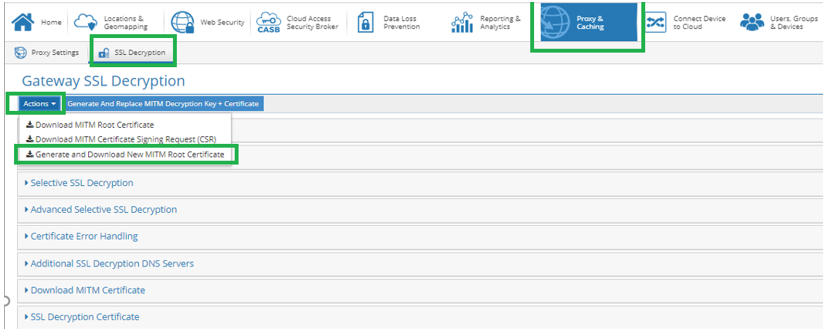 Home
Locations &
Geomapping
Web Security
CASB
Cloud Access
Security Broker
Data Loss
Prevention
Reporting &
Analytics
Proxy &
Caching
Connect Device
to Cloud
Users, Groups
& Devices
Proxy Settings
SSL Decryption
Gateway SSL Decryption
Actions
Generate And Replace MITM Decryption Key + Certificate
Download MITM Root Certificate
Download MITM Certificate Signing Request (CSR)
Generate and Download New MITM Root Certificate
Selective SSL Decryption
Advanced Selective SSL Decryption
Certificate Error Handling
Additional SSL Decryption DNS Servers
Download MITM Certificate
SSL Decryption Certificate